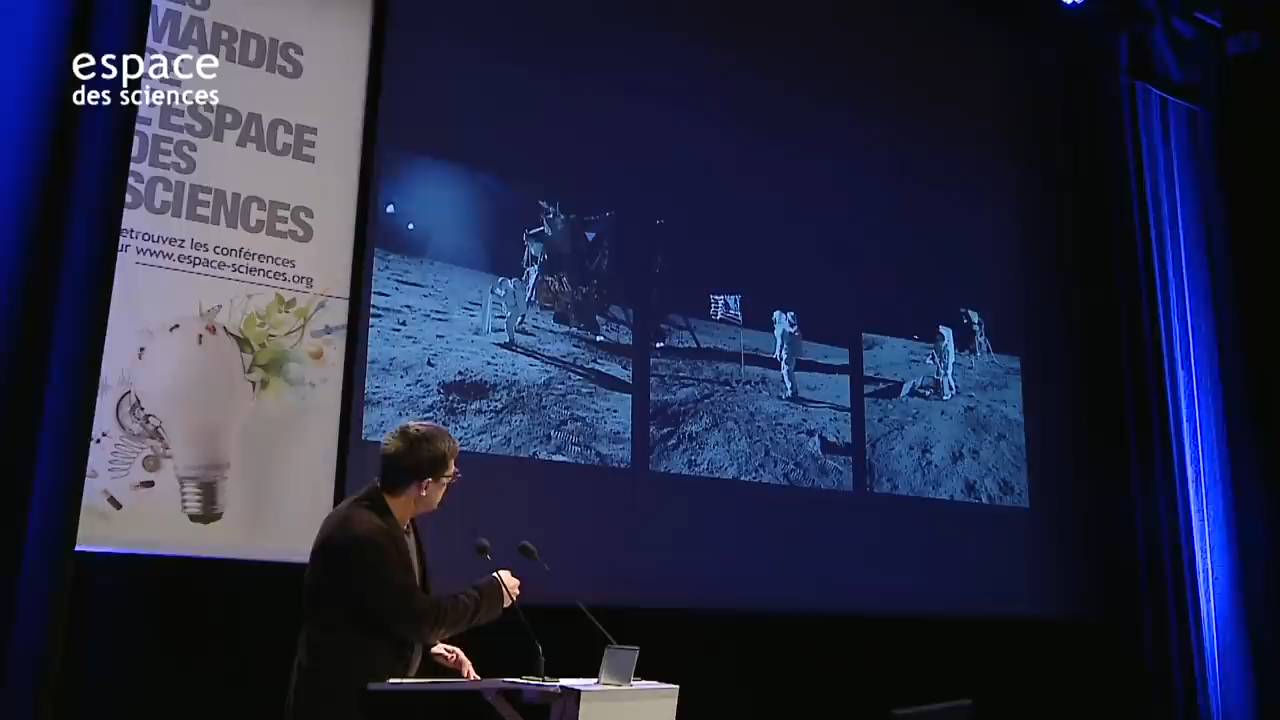 MARDIS
espace
des sciences
L'ESPACE
DES
SCIENCES
etrouvez les conférences
ur www.espace-sciences.org